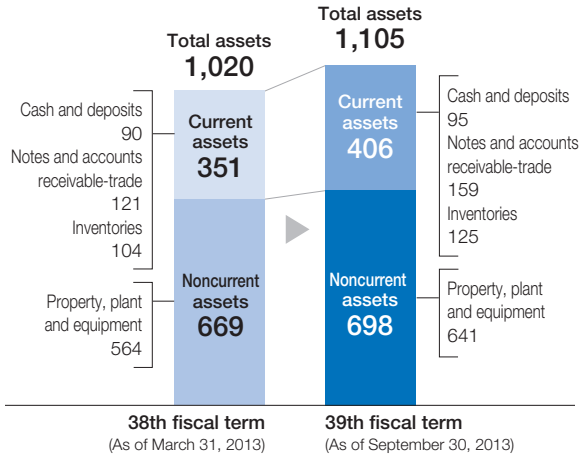 Total assets
1,020
Cash and deposits
90
Notes and accounts
receivable-trade
121
Inventories
104
Current
assets
351
Property, plant
and equipment
564
Noncurrent
assets
669
38th fiscal term
(As of March 31, 2013)
Total assets
1,105
Current
assets
406
Cash and deposits
95
Notes and accounts
receivable-trade
159
Inventories
125
Noncurrent
assets
698
Property, plant
and equipment
641
39th fiscal term
(As of September 30, 2013)